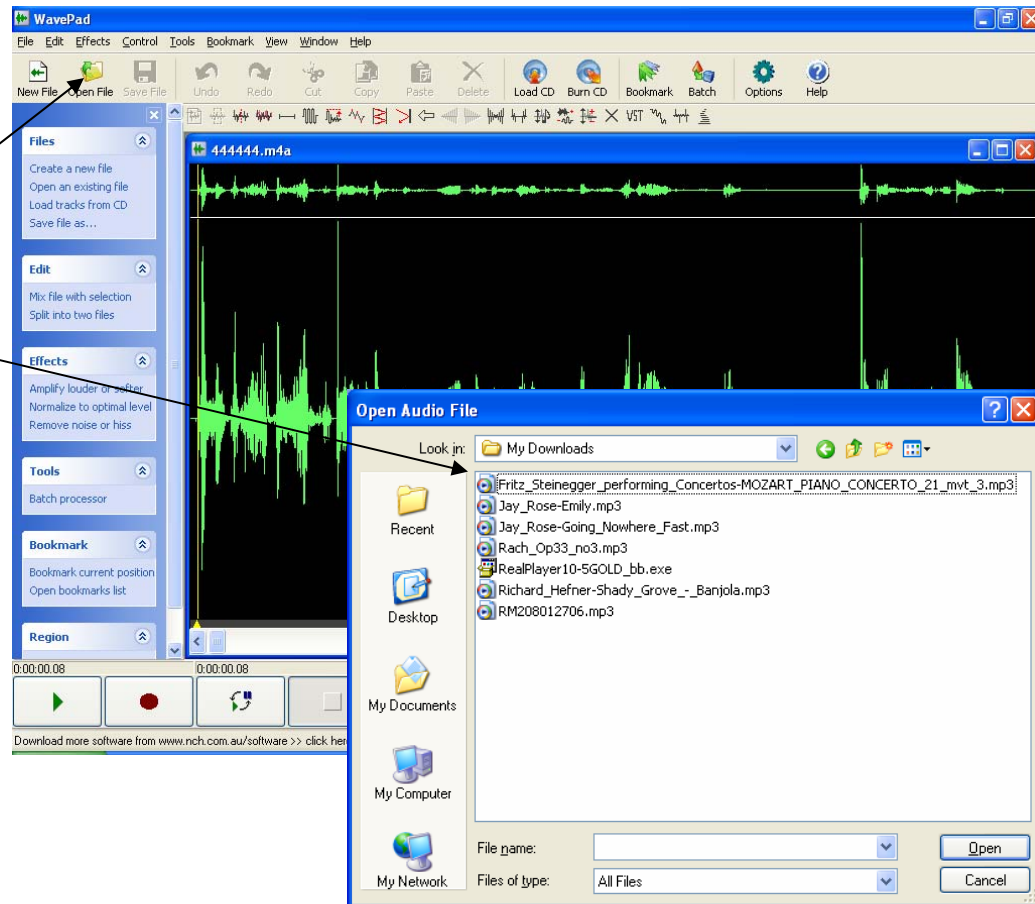 WavePad
File Edit Effects Control Tools Bookmark View Window Help
New File Open File Save File Undo Redo Cut Copy Paste Delete Load CD Burn CD Bookmark Batch Options Help
VST
Files
Create a new file
Open an existing file
Load tracks from CD
Save file as...
Edit
Mix file with selection
Split into two files
Effects
Amplify louder or softer
Normalize to optimal level
Remove noise or hiss
Tools
Batch processor
Bookmark
Bookmark current position
Open bookmarks list
Region
444444.m4a
0:00:00.08 0:00:00.08
Download more software from www.nch.com.au/software >> click her
Open Audio File
Look in: My Downloads
Recent
Desktop
My Documents
My Computer
My Network
Fritz_Steinegger_performing_Concertos-MOZART_PIANO_CONCERTO_21_mvt_3.mp3
Jay_Rose-Emily.mp3
Jay_Rose-Going_Nowhere_Fast.mp3
Rach_Op33_no3.mp3
RealPlayer10-5GOLD_bb.exe
Richard_Hefner-Shady_Grove_-_Banjola.mp3
RM208012706.mp3
File name: Open
Files of type: All Files Cancel